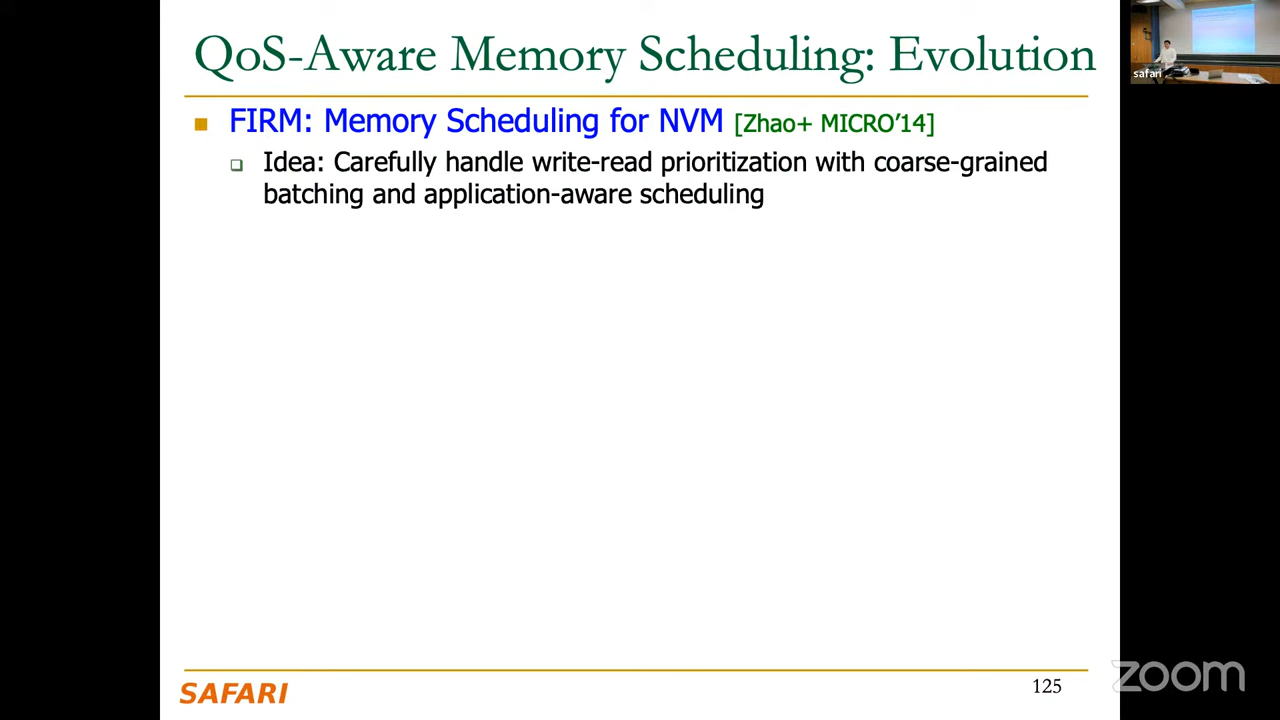 QoS-Aware Memory Scheduling: Evolution
safari
FIRM: Memory Scheduling for NVM [Zhao+ MICRO’14]
Idea: Carefully handle write-read prioritization with coarse-grained
batching and application-aware scheduling
SAFARI
125
zoom